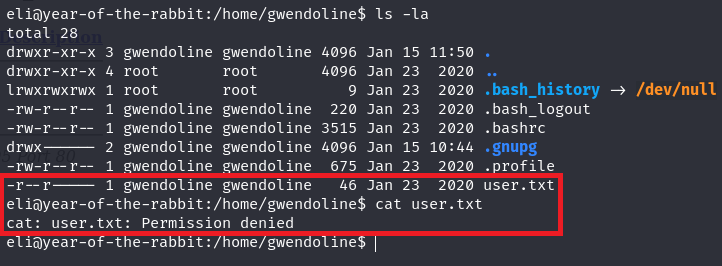 eli@year-of-the-rabbit:/home/gwendoline$ ls -la
total 28
drwxr-xr-x 3 gwendoline gwendoline 4096 Jan 15 11:50 .
drwxr-xr-x 4 root       root       4096 Jan 23  2020 ..
lrwxrwxrwx 1 root       root          9 Jan 23  2020 .bash_history -> /dev/null
-rw-r--r-- 1 gwendoline gwendoline  220 Jan 23  2020 .bash_logout
-rw-r--r-- 1 gwendoline gwendoline 3515 Jan 23  2020 .bashrc
drwx------ 2 gwendoline gwendoline 4096 Jan 15 10:44 .gnupg
-rw-r--r-- 1 gwendoline gwendoline  675 Jan 23  2020 .profile
-r--r----- 1 gwendoline gwendoline   46 Jan 23  2020 user.txt
eli@year-of-the-rabbit:/home/gwendoline$ cat user.txt
cat: user.txt: Permission denied
eli@year-of-the-rabbit:/home/gwendoline$